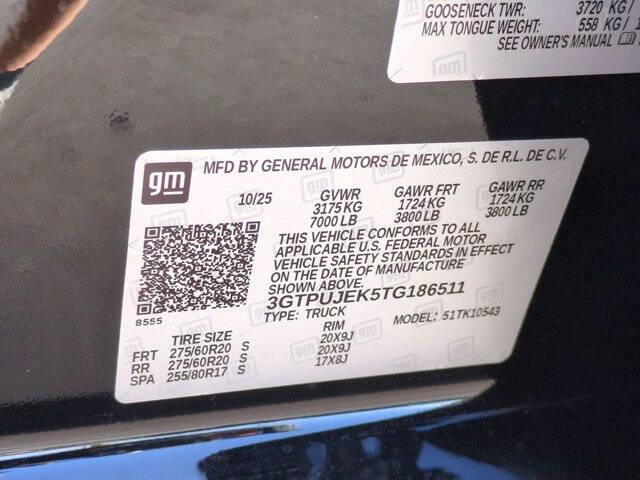 GOOSENECK TWR: 3720 KG/
MAX TONGUE WEIGHT: 558 KG/
SEE OWNER'S MANUAL
gm
MFD BY GENERAL MOTORS DE MEXICO, S. DE R.L. DE C.V.
10/25 GVWR GAWR FRT GAWR RR
3175 KG 1724 KG 1724 KG
7000 LB 3800 LB 3800 LB
THIS VEHICLE CONFORMS TO ALL
APPLICABLE U.S. FEDERAL MOTOR
VEHICLE SAFETY STANDARDS IN EFFECT
ON THE DATE OF MANUFACTURE
SHOWN ABOVE.
3GTPUJEK5TG186511
8555
TYPE: TRUCK MODEL: 51TK10543
TIRE SIZE RIM
FRT 275/60R20 S 20X9J
RR 275/60R20 S 20X9J
SPA 255/80R17 S 17X8J